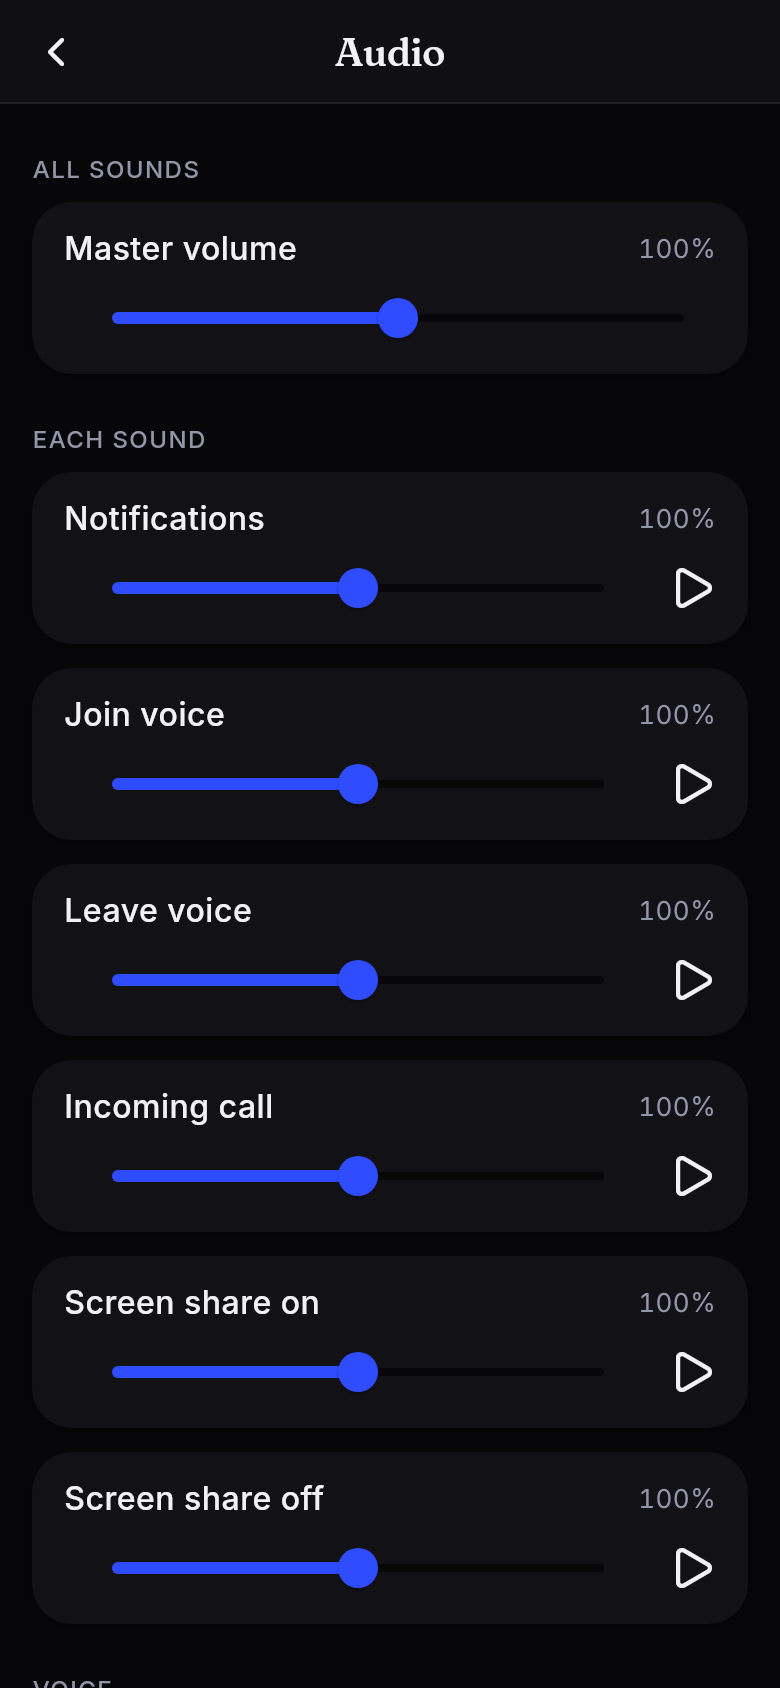 Audio
ALL SOUNDS
Master volume 100%
EACH SOUND
Notifications 100%
Join voice 100%
Leave voice 100%
Incoming call 100%
Screen share on 100%
Screen share off 100%
VOICE